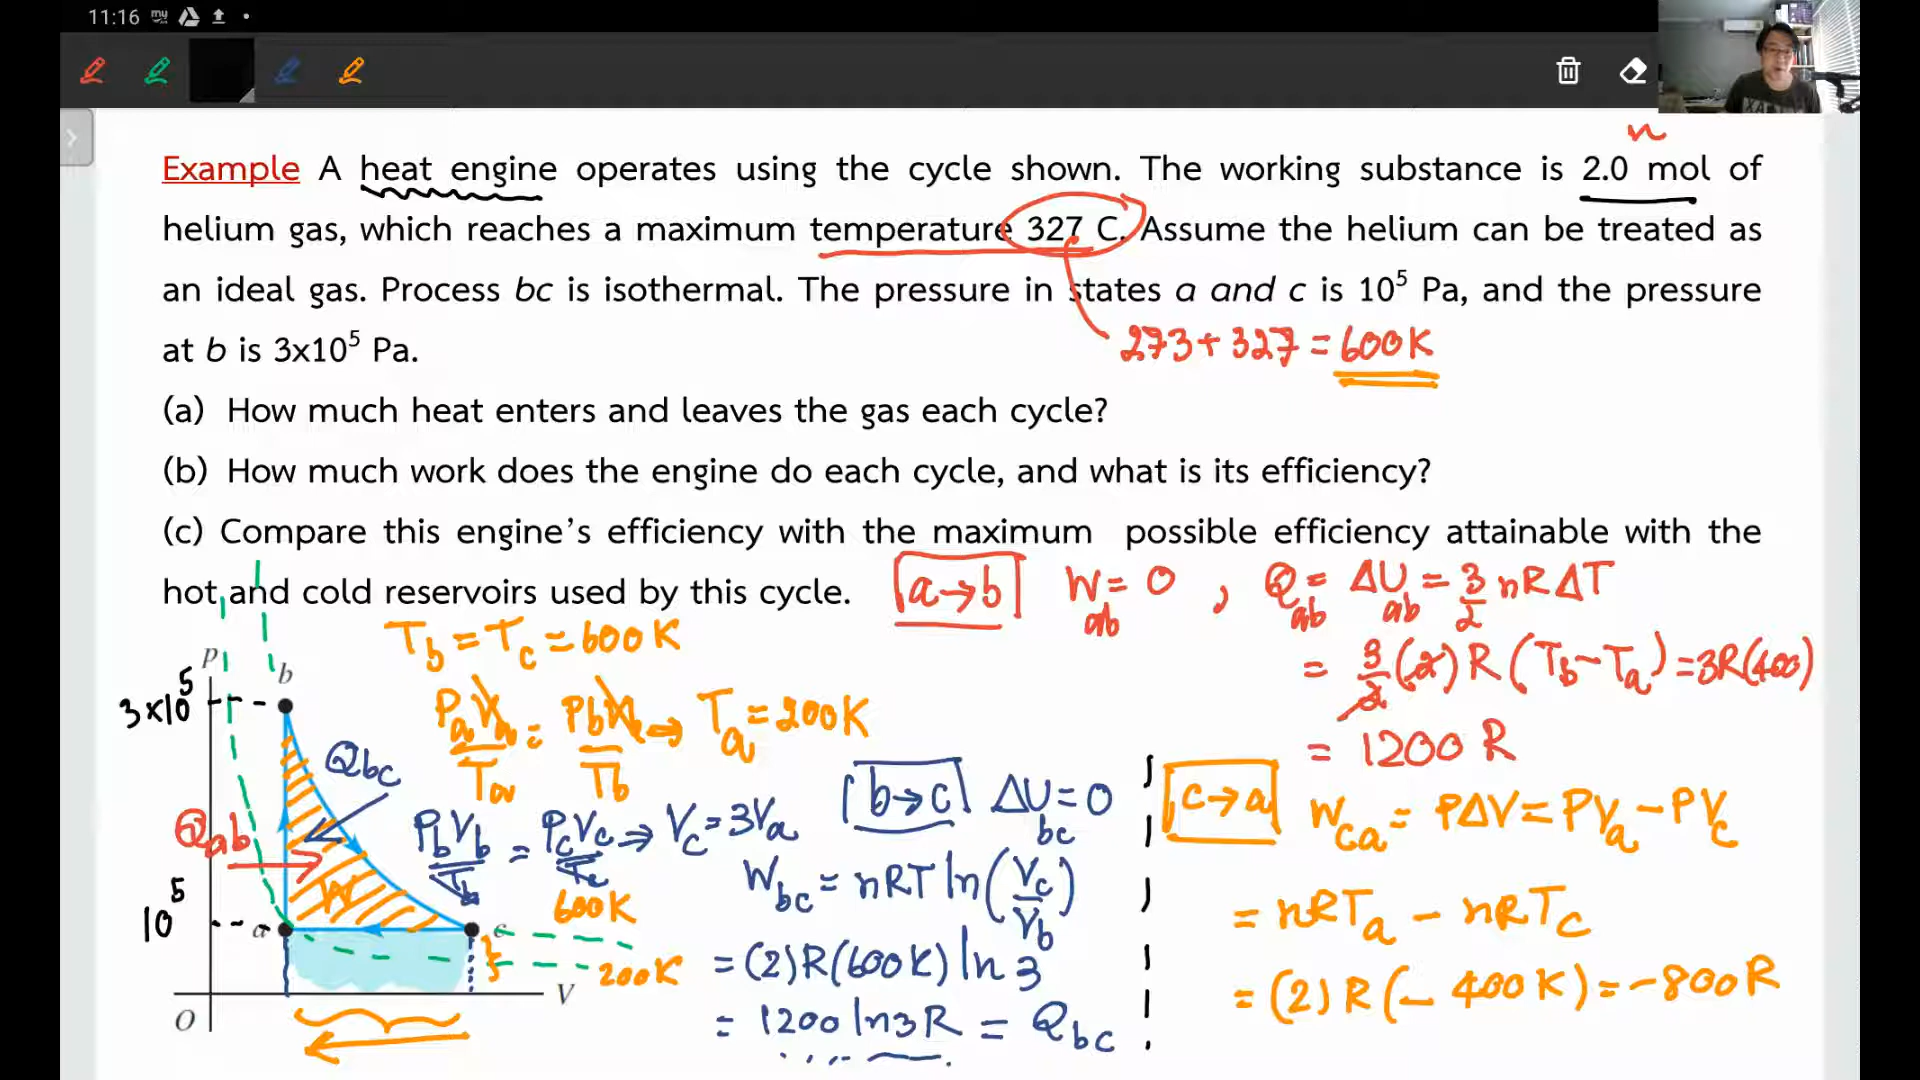 11:16
n
Example A heat engine operates using the cycle shown. The working substance is 2.0 mol of
helium gas, which reaches a maximum temperature 327 C. Assume the helium can be treated as
an ideal gas. Process bc is isothermal. The pressure in states a and c is 10⁵ Pa, and the pressure
at b is 3x10⁵ Pa.
273+327 = 600K
(a) How much heat enters and leaves the gas each cycle?
(b) How much work does the engine do each cycle, and what is its efficiency?
(c) Compare this engine's efficiency with the maximum possible efficiency attainable with the
hot and cold reservoirs used by this cycle.
a→b W_ab = 0 , Q_ab = ΔU_ab = 3/2 nRΔT
= 3/2 (2) R (T_b - T_a) = 3R(400)
= 1200 R
T_b = T_c = 600K
P_a V_a / T_a = P_b V_b / T_b → T_a = 200K
P_b V_b / T_b = P_c V_c / T_c → V_c = 3V_a
p
b
3×10⁵
Q_bc
Q_ab
W
10⁵
a
c
600K
200K
O
V
b→c ΔU_bc = 0
W_bc = nRT ln(V_c/V_b)
= (2)R(600K) ln 3
= 1200 ln3 R = Q_bc
c→a W_ca = PΔV = PV_a - PV_c
= nRT_a - nRT_c
= (2) R (- 400K) = -800R